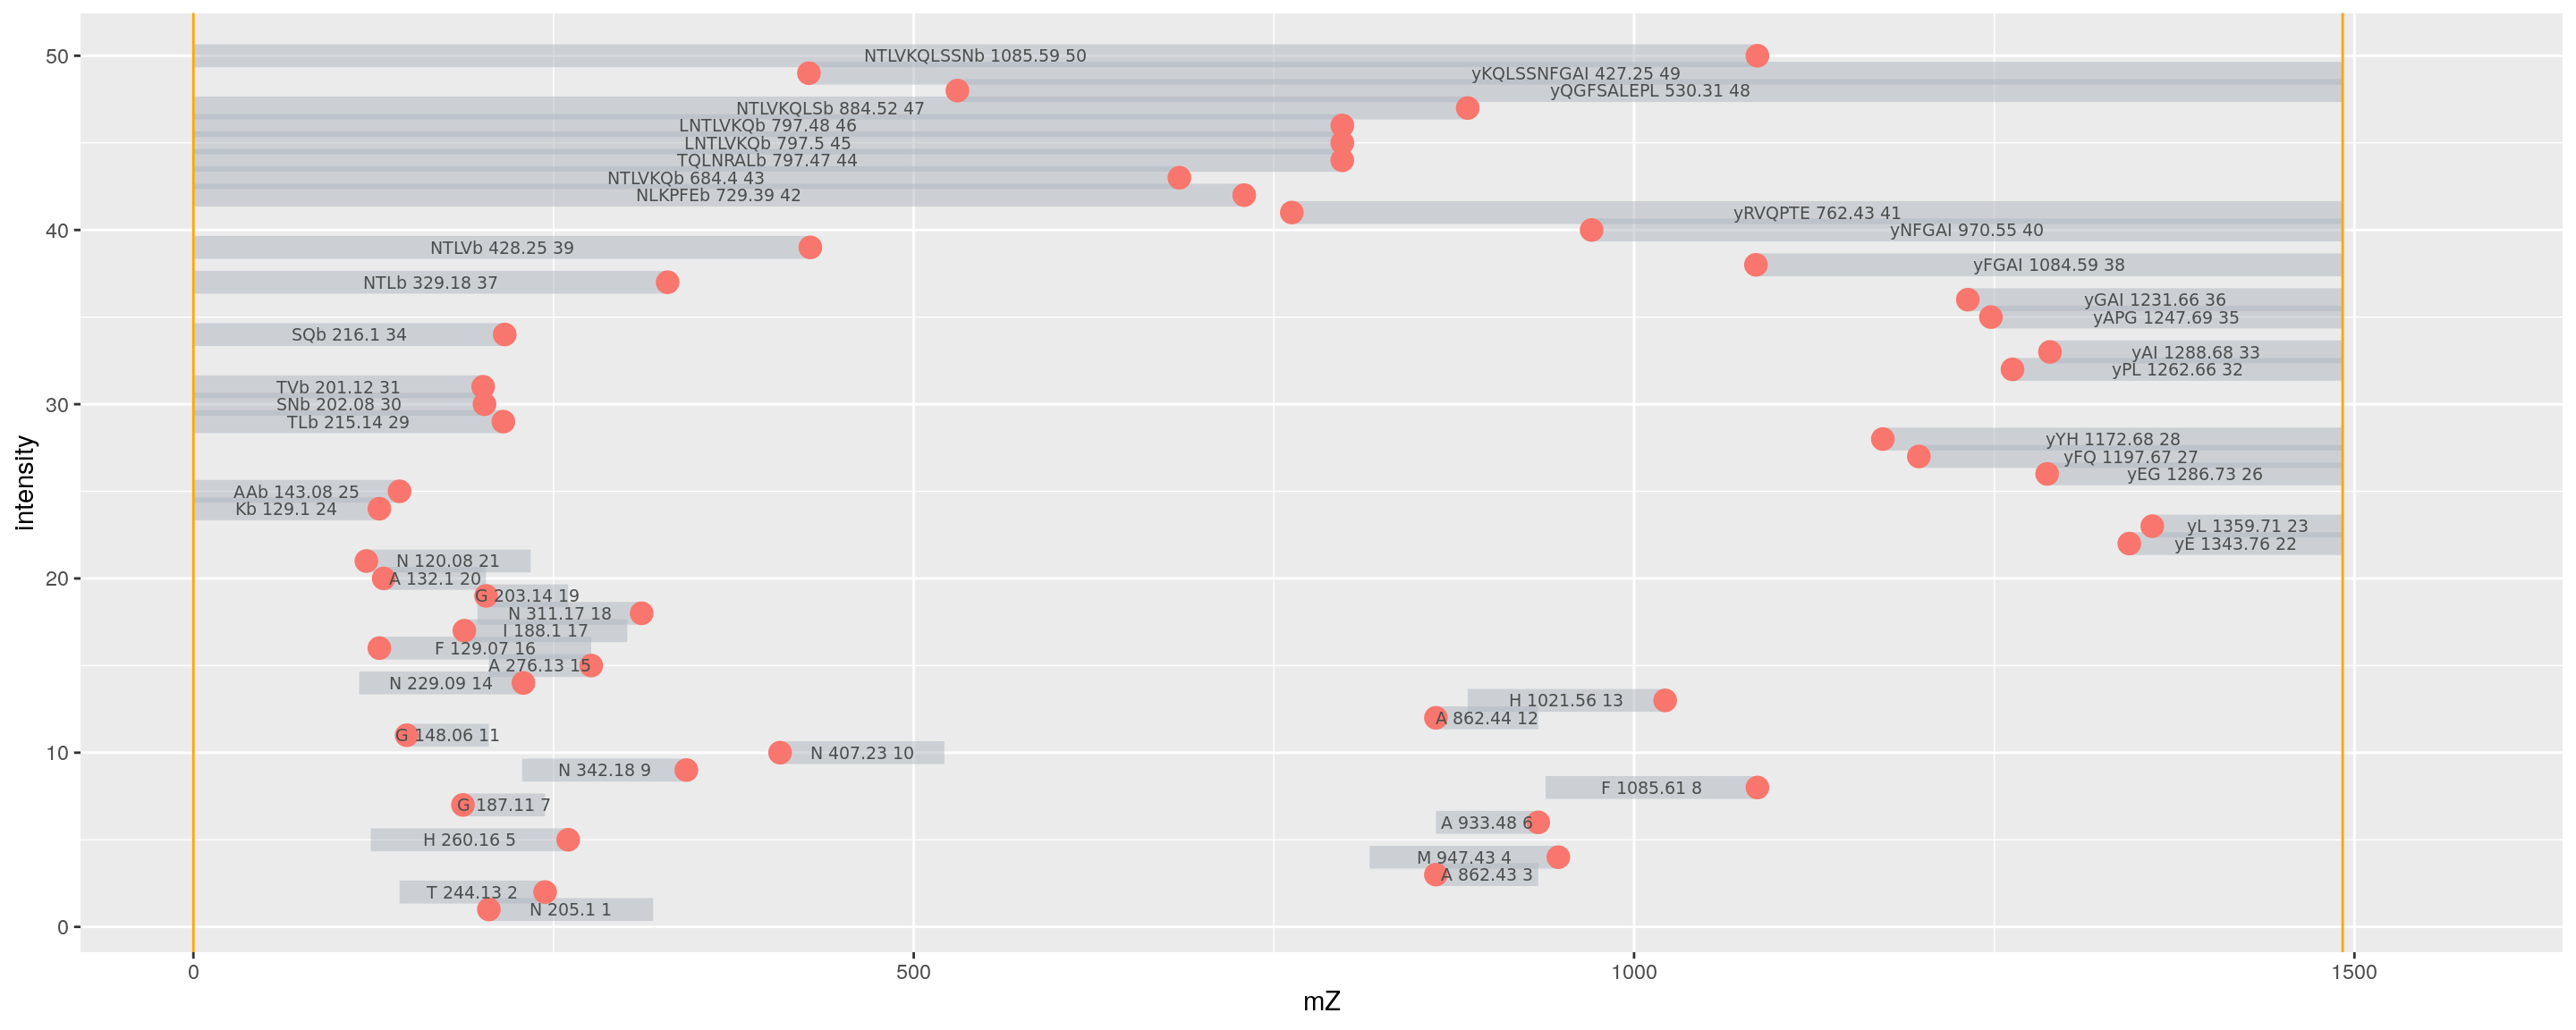 50
NTLVKQLSSNb 1085.59 50
yKQLSSNFGAI 427.25 49
yQGFSALEPL 530.31 48
NTLVKQLSb 884.52 47
LNTLVKQb 797.48 46
LNTLVKQb 797.5 45
TQLNRALb 797.47 44
NTLVKQb 684.4 43
NLKPFEb 729.39 42
yRVQPTE 762.43 41
40
yNFGAI 970.55 40
NTLVb 428.25 39
yFGAI 1084.59 38
NTLb 329.18 37
yGAI 1231.66 36
yAPG 1247.69 35
SQb 216.1 34
yAI 1288.68 33
yPL 1262.66 32
TVb 201.12 31
30
SNb 202.08 30
TLb 215.14 29
yYH 1172.68 28
yFQ 1197.67 27
yEG 1286.73 26
AAb 143.08 25
Kb 129.1 24
yL 1359.71 23
yE 1343.76 22
N 120.08 21
20
A 132.1 20
G 203.14 19
N 311.17 18
I 188.1 17
F 129.07 16
A 276.13 15
N 229.09 14
H 1021.56 13
A 862.44 12
G 148.06 11
10
N 407.23 10
N 342.18 9
F 1085.61 8
G 187.11 7
A 933.48 6
H 260.16 5
M 947.43 4
A 862.43 3
T 244.13 2
N 205.1 1
0
intensity
0 500 1000 1500
mZ